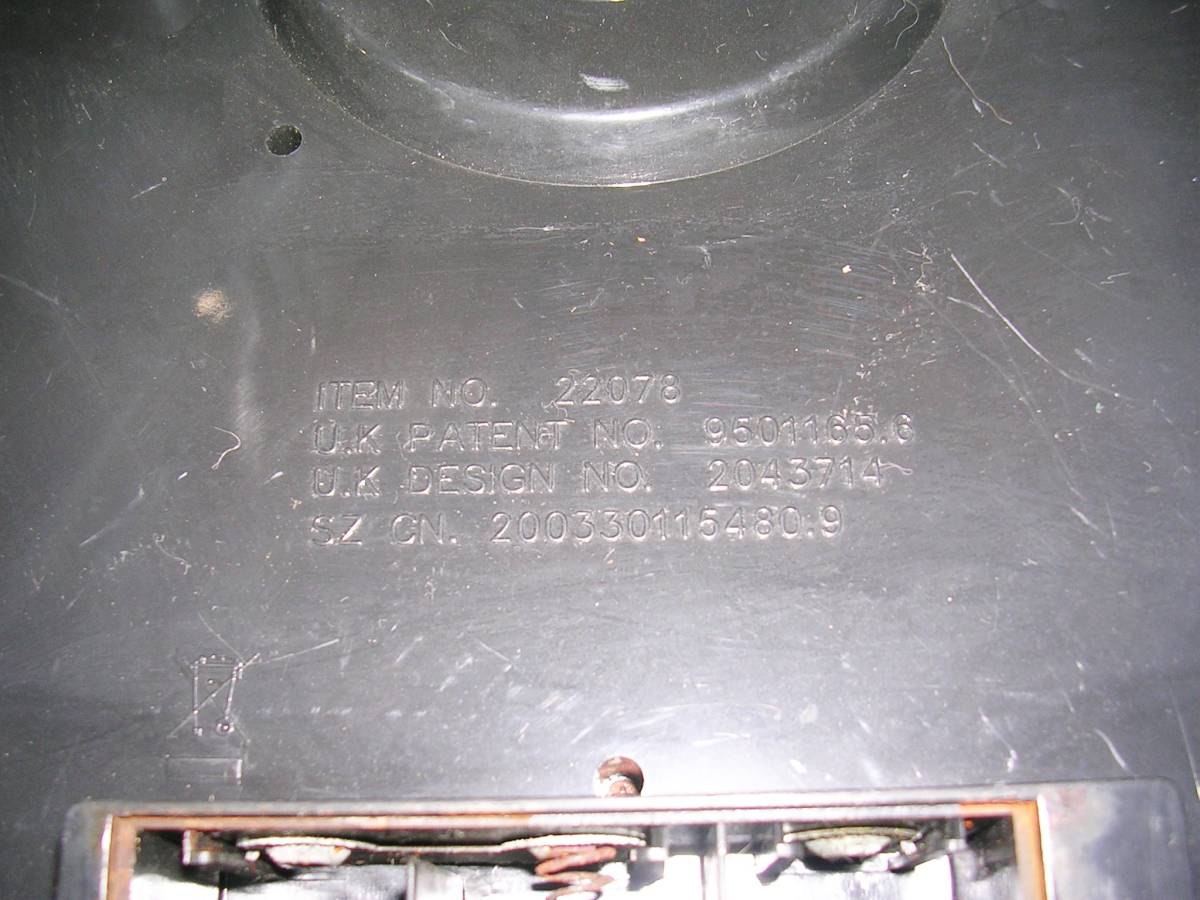 ITEM NO. 22078
U.K PATENT NO. 9501165.6
U.K DESIGN NO. 2043714
SZ CN. 200330115480.9